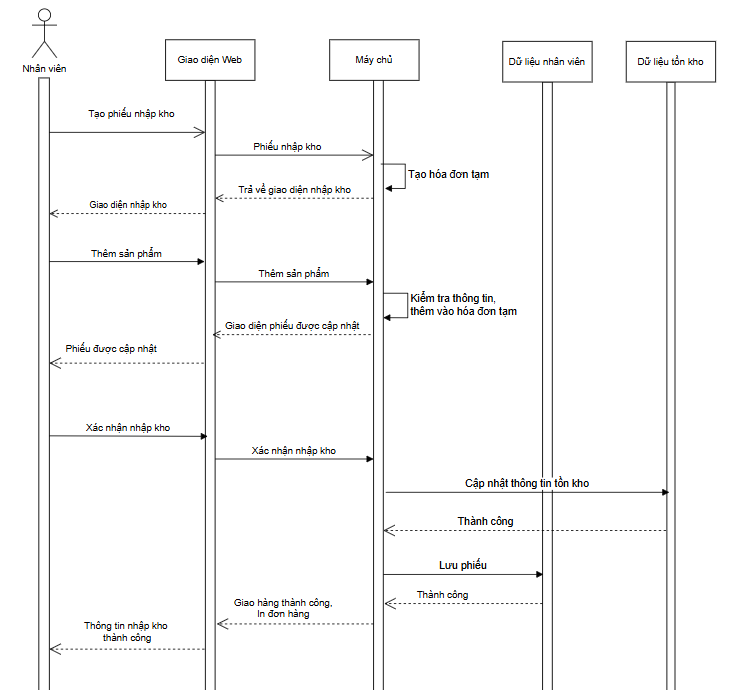 Nhân viên
Giao diện Web
Máy chủ
Dữ liệu nhân viên
Dữ liệu tồn kho
Tạo phiếu nhập kho
Phiếu nhập kho
Tạo hóa đơn tạm
Trả về giao diện nhập kho
Giao diện nhập kho
Thêm sản phẩm
Thêm sản phẩm
Kiểm tra thông tin,
thêm vào hóa đơn tạm
Giao diện phiếu được cập nhật
Phiếu được cập nhật
Xác nhận nhập kho
Xác nhận nhập kho
Cập nhật thông tin tồn kho
Thành công
Lưu phiếu
Thành công
Giao hàng thành công,
In đơn hàng
Thông tin nhập kho
thành công